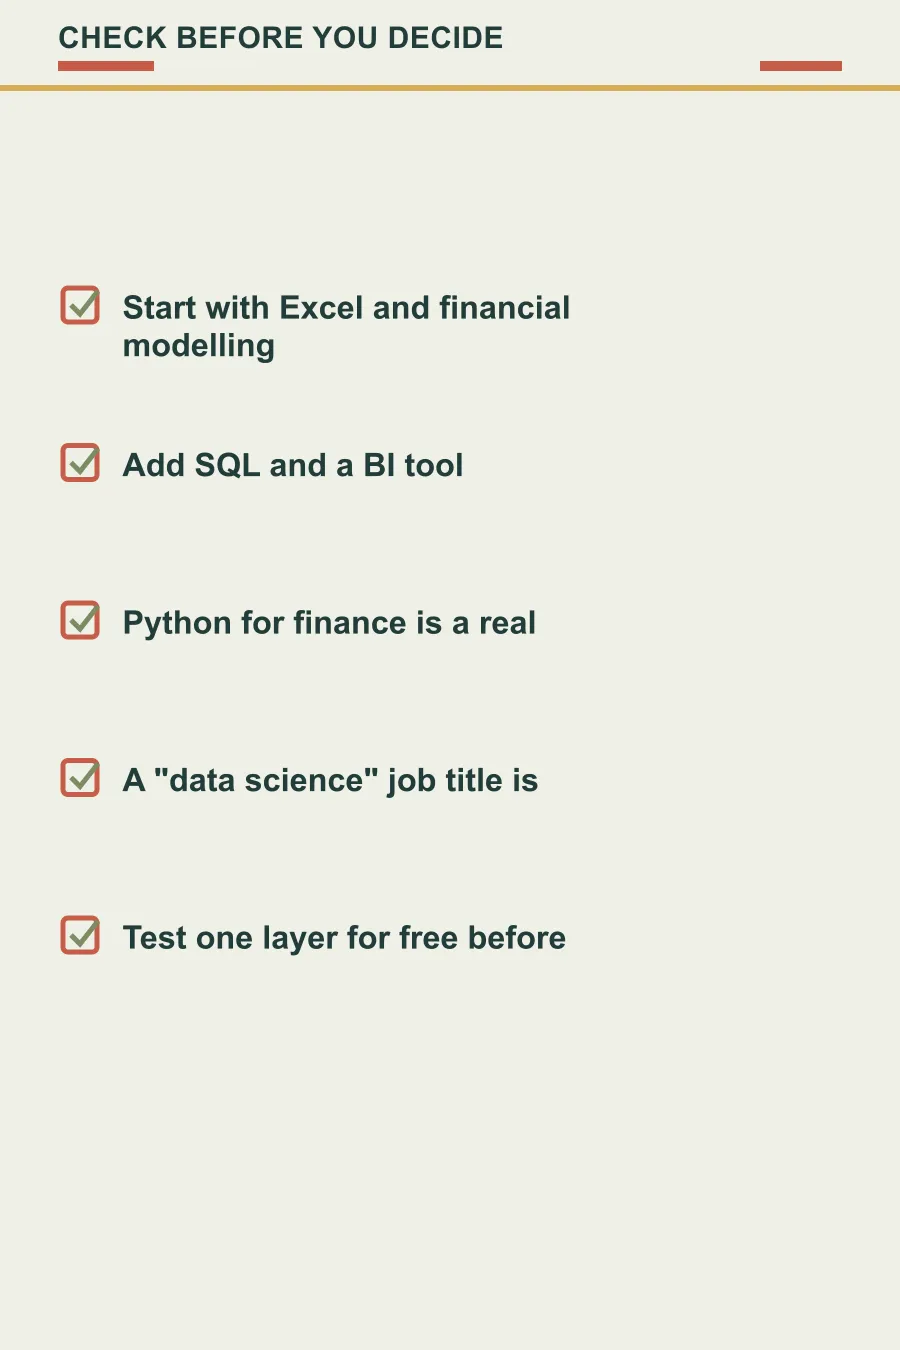 CHECK BEFORE YOU DECIDE
Start with Excel and financial
modelling
Add SQL and a BI tool
Python for finance is a real
A "data science" job title is
Test one layer for free before